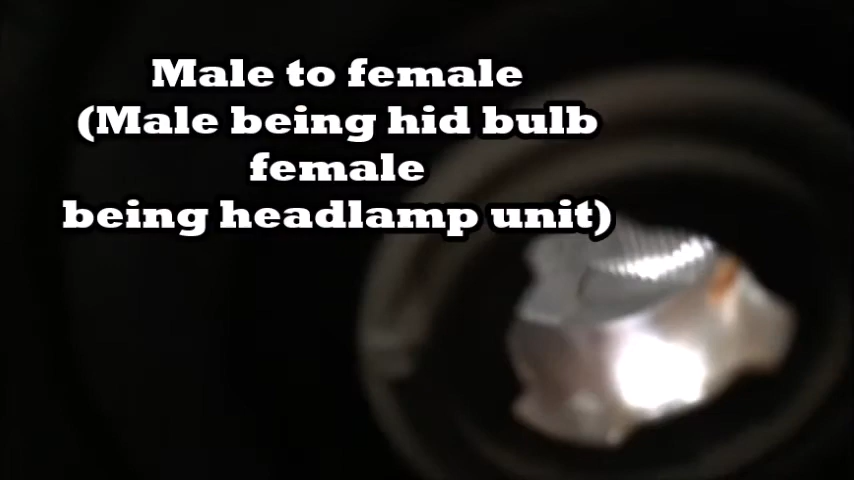 Male to female
(Male being hid bulb
female
being headlamp unit)